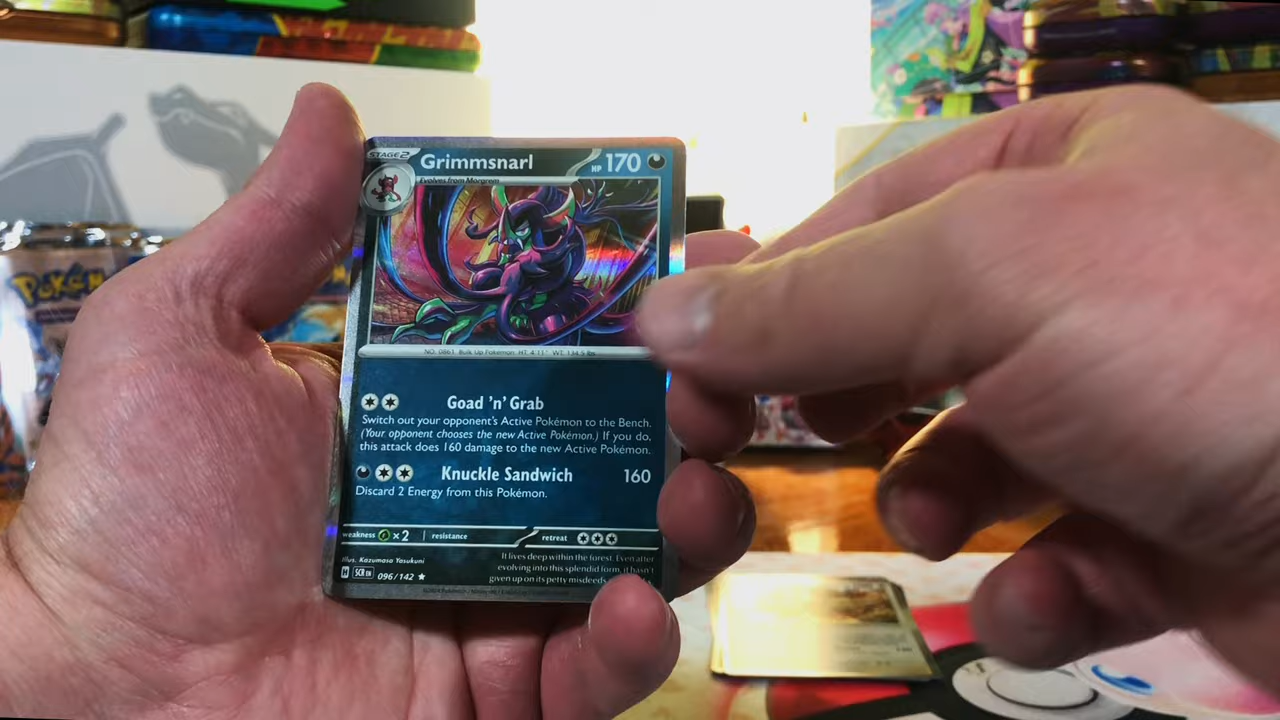 POKÉMON
STAGE2 Grimmsnarl HP 170
Evolves from Morgrem
NO. 0861 Bulk Up Pokémon HT: 4'11" WT: 134.5 lbs
Goad 'n' Grab
Switch out your opponent's Active Pokémon to the Bench.
(Your opponent chooses the new Active Pokémon.) If you do,
this attack does 160 damage to the new Active Pokémon.
Knuckle Sandwich 160
Discard 2 Energy from this Pokémon.
weakness ×2 resistance retreat
Illus. Kazumasa Yasukuni
It lives deep within the forest. Even after
evolving into this splendid form, it hasn't
given up on its petty misdeeds
H SCR EN 096/142 ★